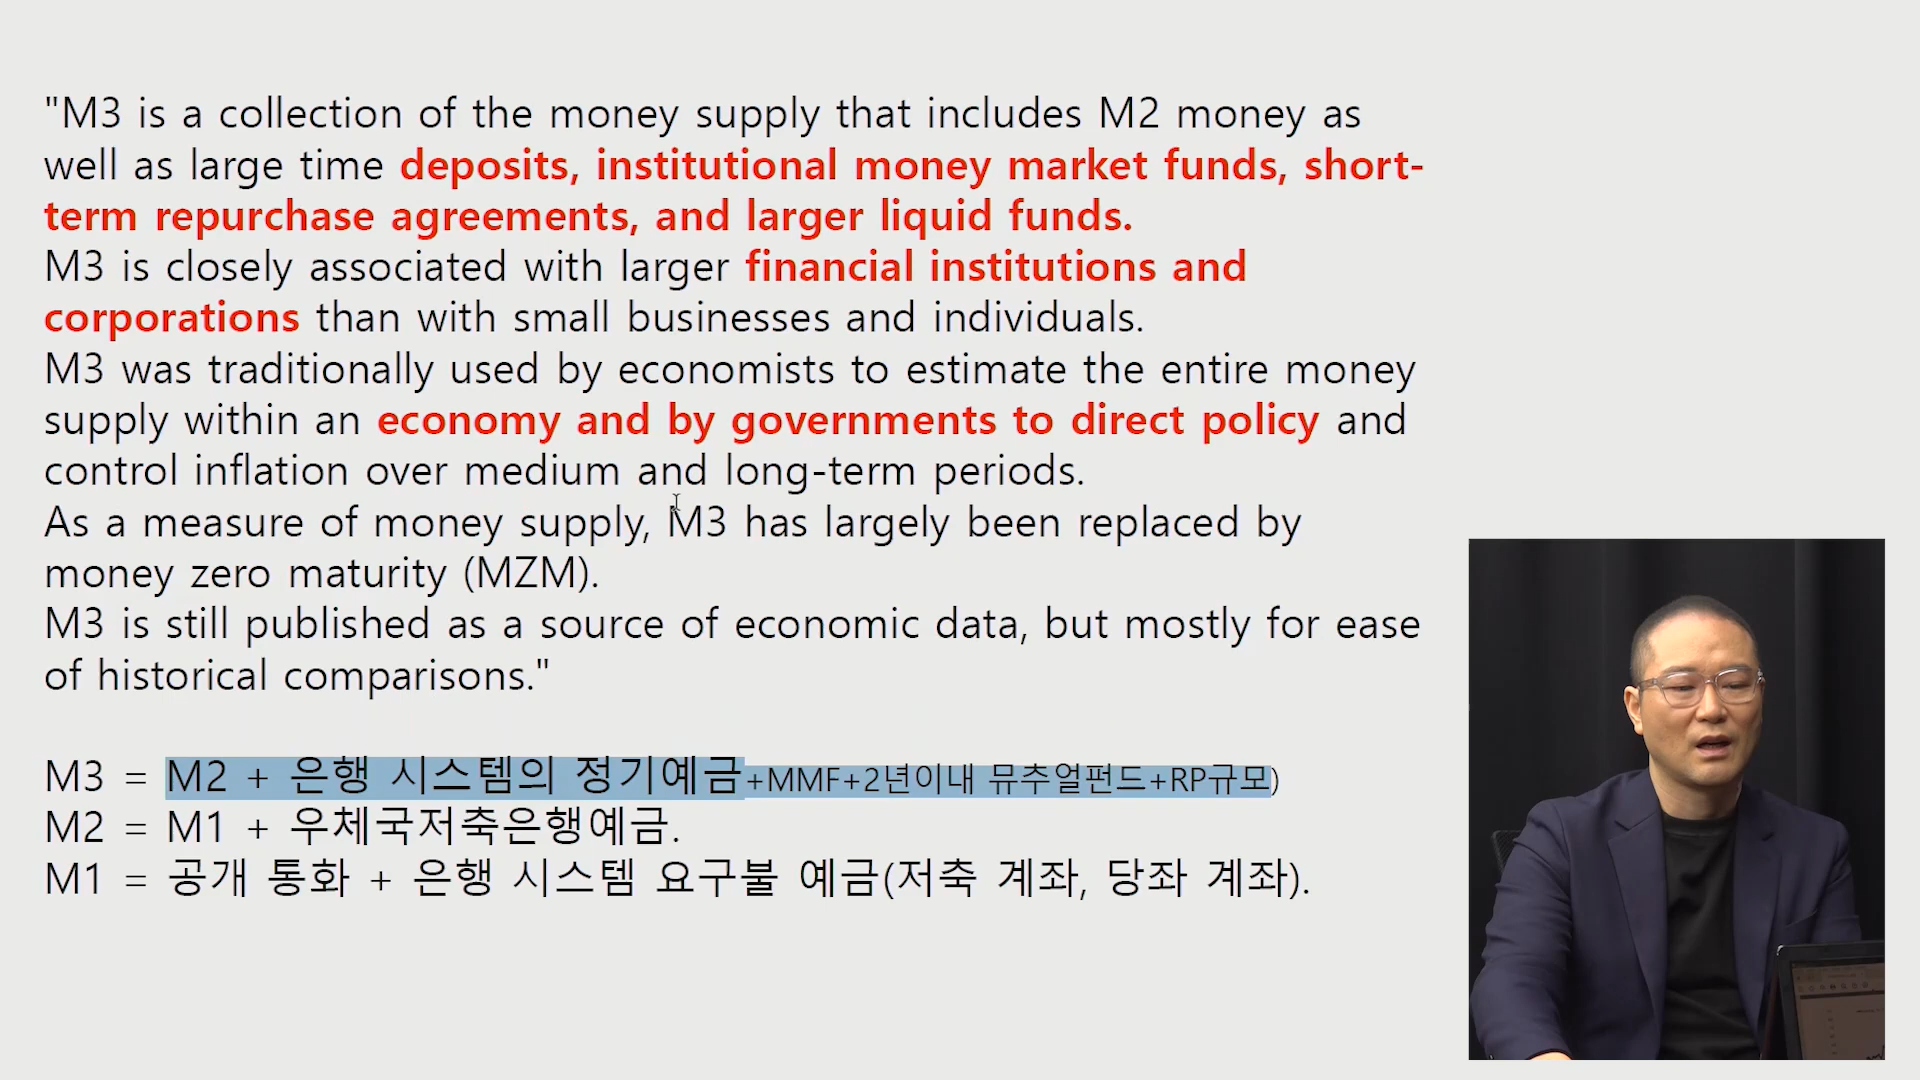 "M3 is a collection of the money supply that includes M2 money as
well as large time deposits, institutional money market funds, short-
term repurchase agreements, and larger liquid funds.
M3 is closely associated with larger financial institutions and
corporations than with small businesses and individuals.
M3 was traditionally used by economists to estimate the entire money
supply within an economy and by governments to direct policy and
control inflation over medium and long-term periods.
As a measure of money supply, M3 has largely been replaced by
money zero maturity (MZM).
M3 is still published as a source of economic data, but mostly for ease
of historical comparisons."
M3 = M2 + 은행 시스템의 정기예금+MMF+2년이내 뮤추얼펀드+RP규모)
M2 = M1 + 우체국저축은행예금.
M1 = 공개 통화 + 은행 시스템 요구불 예금(저축 계좌, 당좌 계좌).